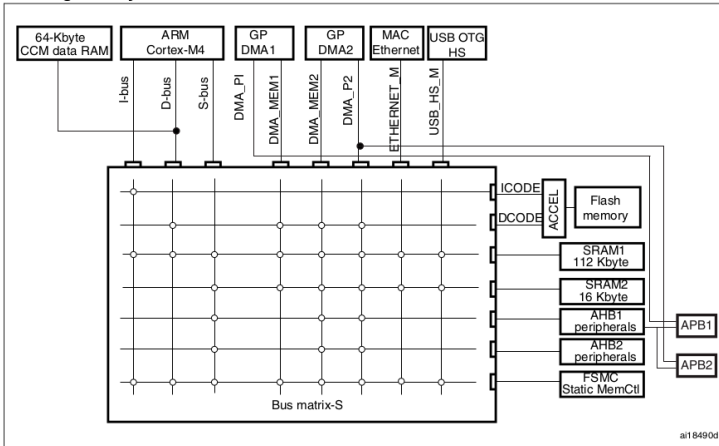 64-Kbyte
CCM data RAM
ARM
Cortex-M4
GP
DMA1
GP
DMA2
MAC
Ethernet
USB OTG
HS
I-bus
D-bus
S-bus
DMA_PI
DMA_MEM1
DMA_MEM2
DMA_P2
ETHERNET_M
USB_HS_M
ICODE
DCODE
ACCEL
Flash
memory
SRAM1
112 Kbyte
SRAM2
16 Kbyte
AHB1
peripherals
AHB2
peripherals
FSMC
Static MemCtl
APB1
APB2
Bus matrix-S
ai18490d